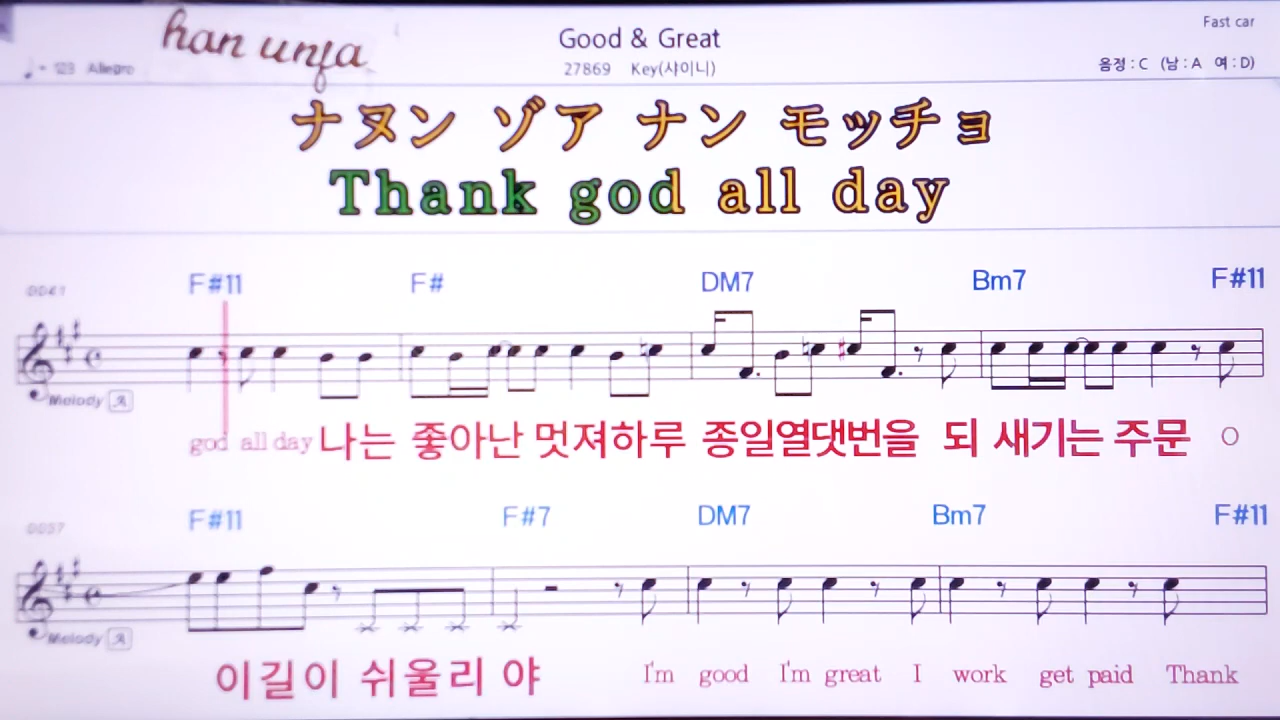 han unja
Good & Great
Fast car
♩= 123 Allegro
27869 Key(샤이니)
음정 : C (남 : A 여 : D)
ナヌン ゾア ナン モッチョ
Thank god all day
F#11 F# DM7 Bm7 F#11
Melody A
god all day 나는 좋아난 멋져하루 종일열댓번을 되 새기는 주문 O
F#11 F#7 DM7 Bm7 F#11
Melody A
이길이 쉬울리 야 I'm good I'm great I work get paid Thank